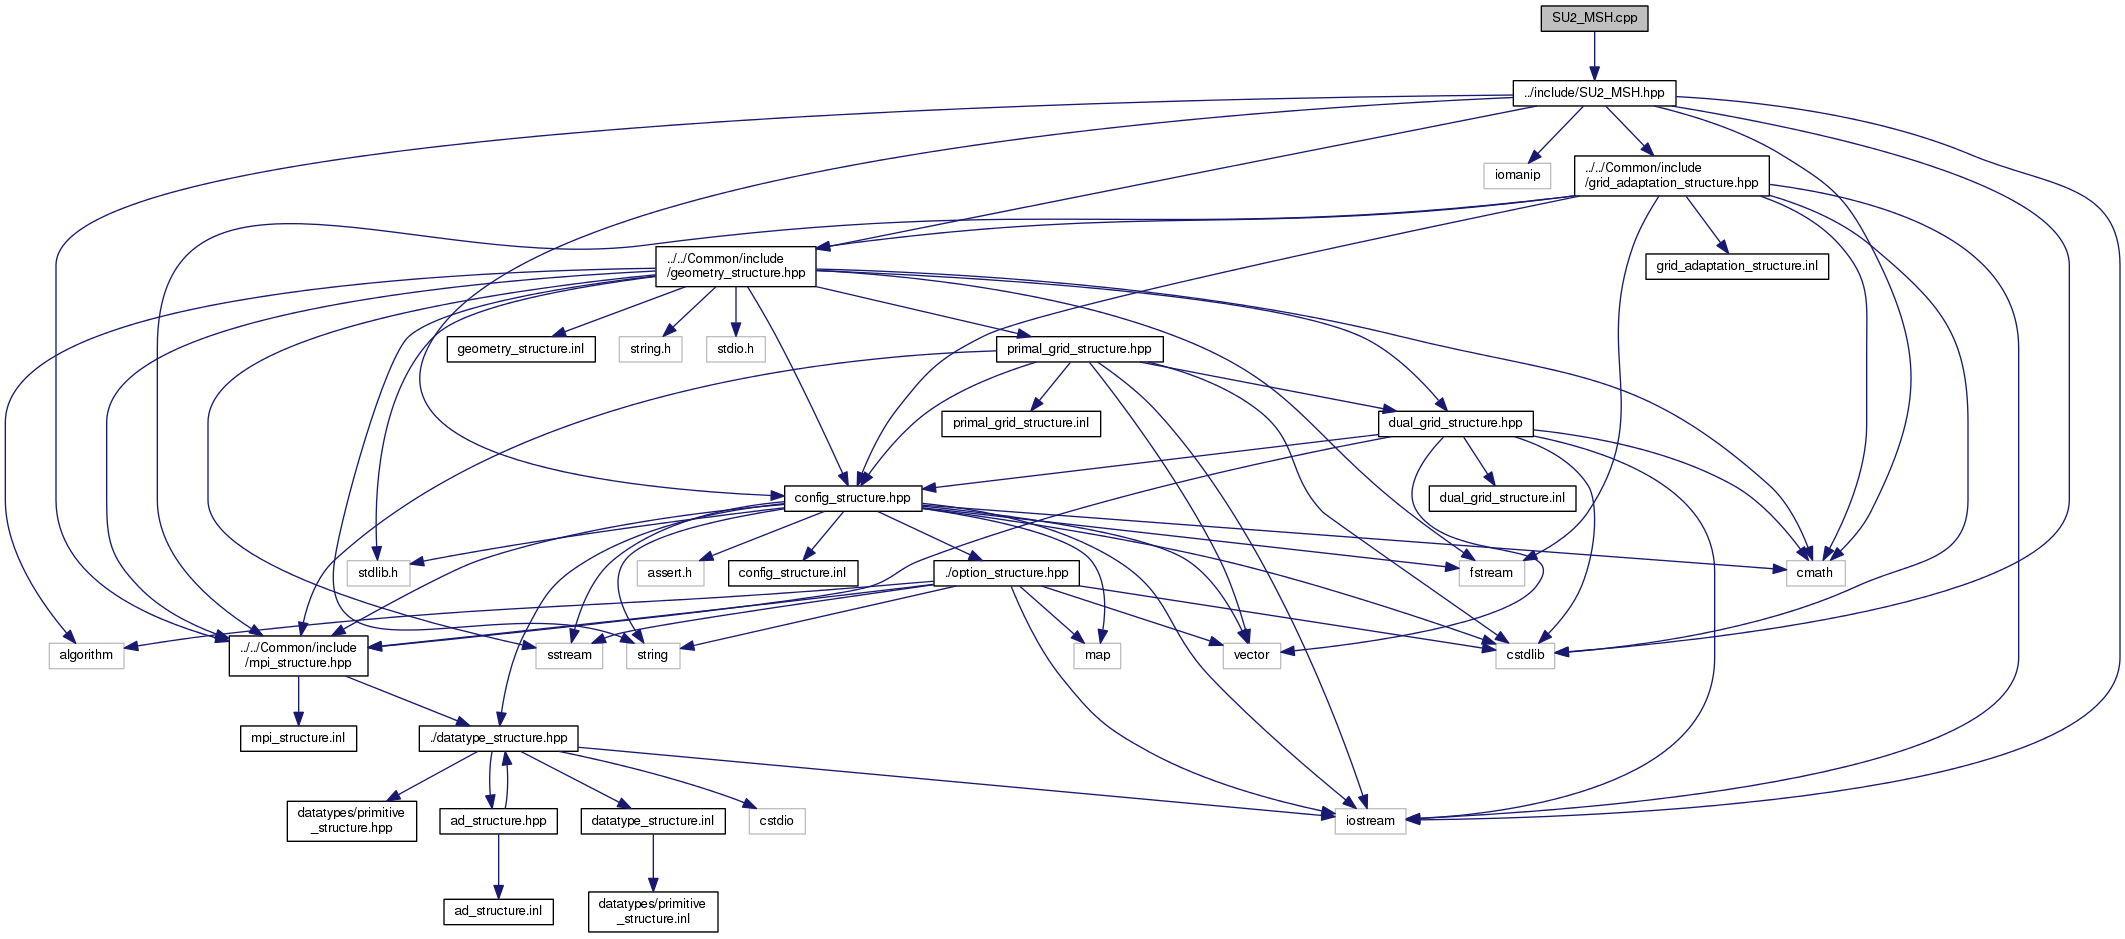 SU2_MSH.cpp
../include/SU2_MSH.hpp
iomanip
../../Common/include
/grid_adaptation_structure.hpp
../../Common/include
/geometry_structure.hpp
grid_adaptation_structure.inl
geometry_structure.inl
string.h
stdio.h
primal_grid_structure.hpp
primal_grid_structure.inl
dual_grid_structure.hpp
config_structure.hpp
dual_grid_structure.inl
stdlib.h
assert.h
config_structure.inl
./option_structure.hpp
fstream
cmath
algorithm
../../Common/include
/mpi_structure.hpp
sstream
string
map
vector
cstdlib
mpi_structure.inl
./datatype_structure.hpp
datatypes/primitive
_structure.hpp
ad_structure.hpp
datatype_structure.inl
cstdio
iostream
ad_structure.inl
datatypes/primitive
_structure.inl